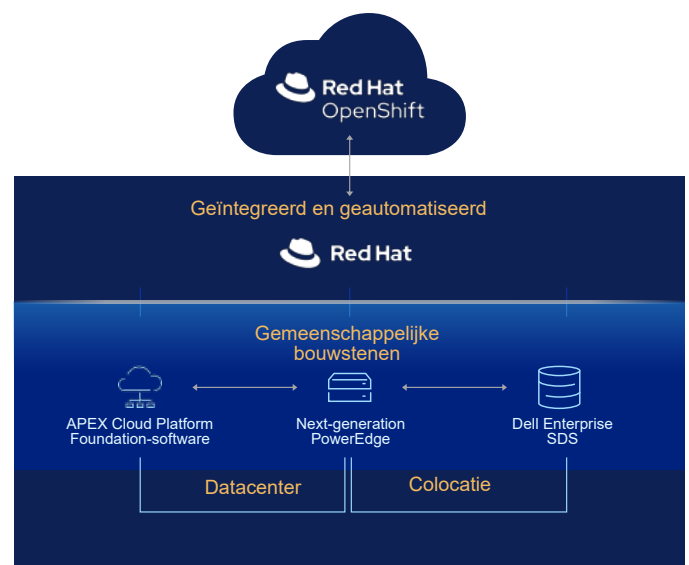 Red Hat
OpenShift
Geïntegreerd en geautomatiseerd
Red Hat
Gemeenschappelijke
bouwstenen
APEX Cloud Platform
Foundation-software
Next-generation
PowerEdge
Dell Enterprise
SDS
Datacenter
Colocatie